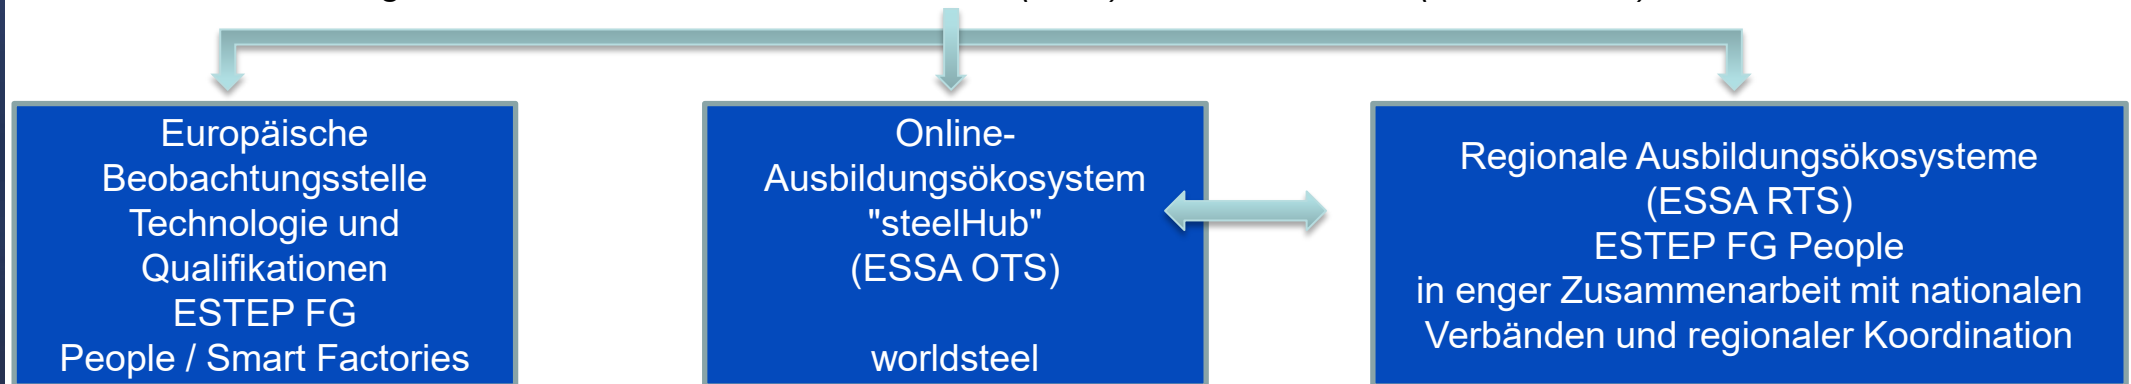 Europäische
Beobachtungsstelle
Technologie und
Qualifikationen
ESTEP FG
People / Smart Factories
Online-
Ausbildungsökosystem
"steelHub"
(ESSA OTS)
worldsteel
Regionale Ausbildungsökosysteme
(ESSA RTS)
ESTEP FG People
in enger Zusammenarbeit mit nationalen
Verbänden und regionaler Koordination